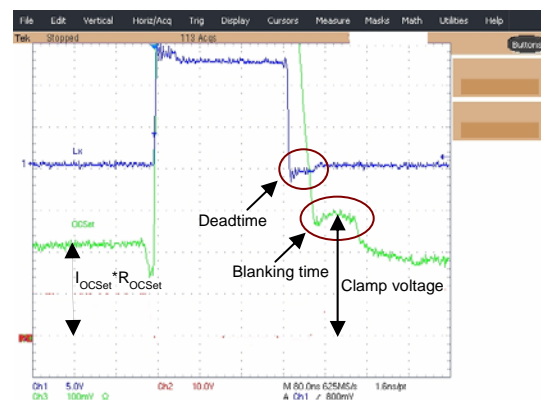 File Edit Vertical Horiz/Acq Trig Display Cursors Measure Masks Math Utilities Help
Tek Stopped 113 Acqs
Buttons
Lx
1
Deadtime
OCSet
Blanking time
IOCSet*ROCSet
Clamp voltage
Ch1 5.0V Ch2 10.0V M 80.0ns 625MS/s 1.6ns/pt
Ch3 100mV Ω A Ch1 / 800mV